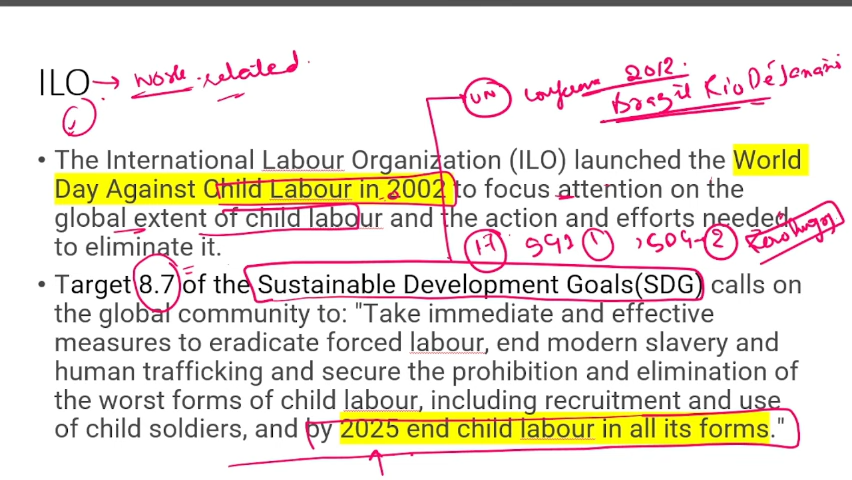 ILO → work related
UN Conference 2012.
Brazil Rio De Janairo
• The International Labour Organization (ILO) launched the World
Day Against Child Labour in 2002 to focus attention on the
global extent of child labour and the action and efforts needed
to eliminate it.
17 1 , SDG-2 Zero hunger
• Target 8.7 of the Sustainable Development Goals(SDG) calls on
the global community to: "Take immediate and effective
measures to eradicate forced labour, end modern slavery and
human trafficking and secure the prohibition and elimination of
the worst forms of child labour, including recruitment and use
of child soldiers, and by 2025 end child labour in all its forms."